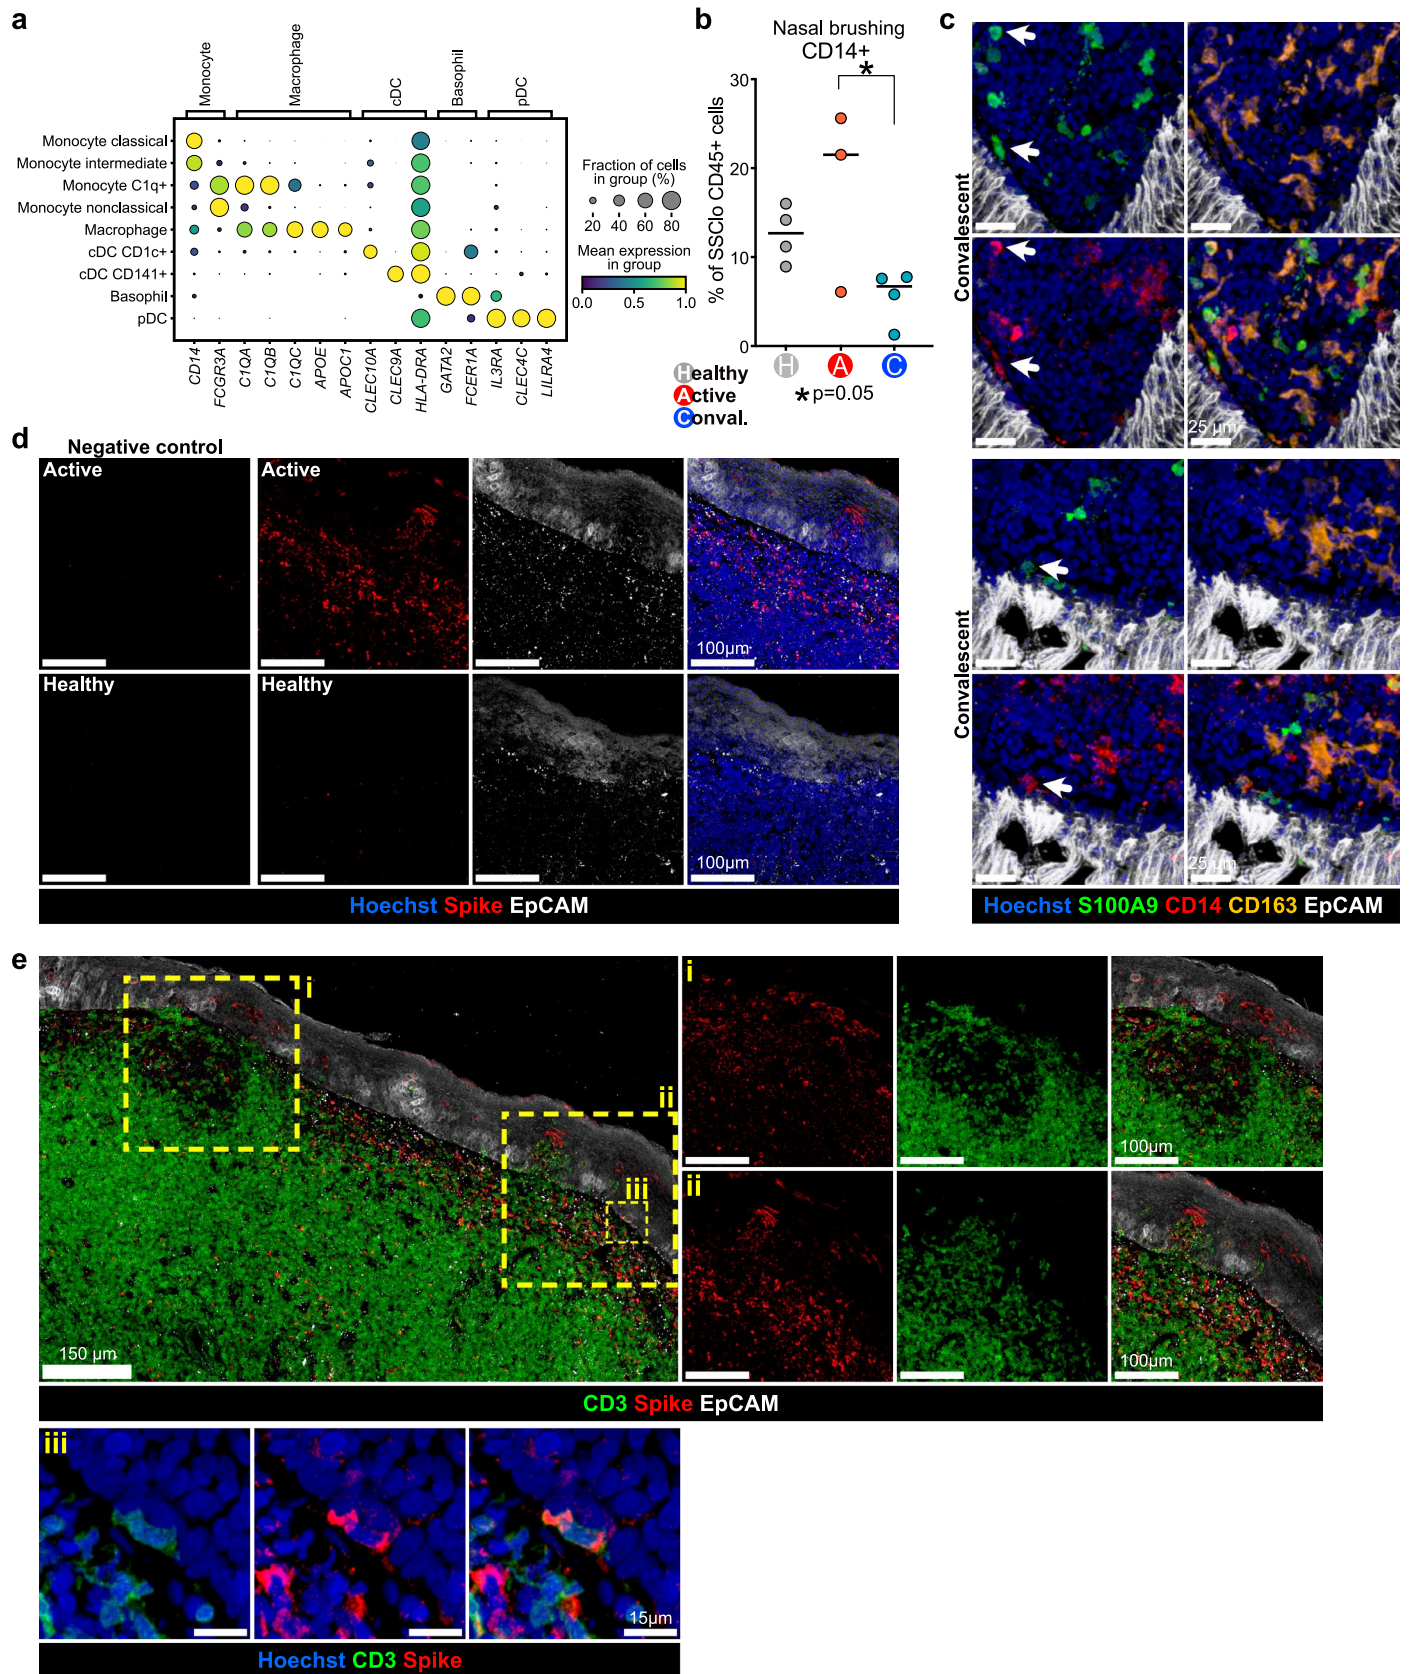 a
Monocyte
Macrophage
cDC
Basophil
pDC
Monocyte classical
Monocyte intermediate
Monocyte C1q+
Monocyte nonclassical
Macrophage
cDC CD1c+
cDC CD141+
Basophil
pDC
CD14
FCGR3A
C1QA
C1QB
C1QC
APOE
APOC1
CLEC10A
CLEC9A
HLA-DRA
GATA2
FCER1A
IL3RA
CLEC4C
LILRA4
Fraction of cells
in group (%)
20 40 60 80
Mean expression
in group
0.0 0.5 1.0
b
Nasal brushing
CD14+
*
% of SSClo CD45+ cells
30
20
10
0
H A C
Healthy
Active
Conval.
* p=0.05
c
Convalescent
25 µm
Convalescent
25 µm
Hoechst S100A9 CD14 CD163 EpCAM
d
Negative control
Active
Active
100µm
Healthy
Healthy
100µm
Hoechst Spike EpCAM
e
i
ii
iii
150 µm
i
100µm
ii
100µm
CD3 Spike EpCAM
iii
15µm
Hoechst CD3 Spike